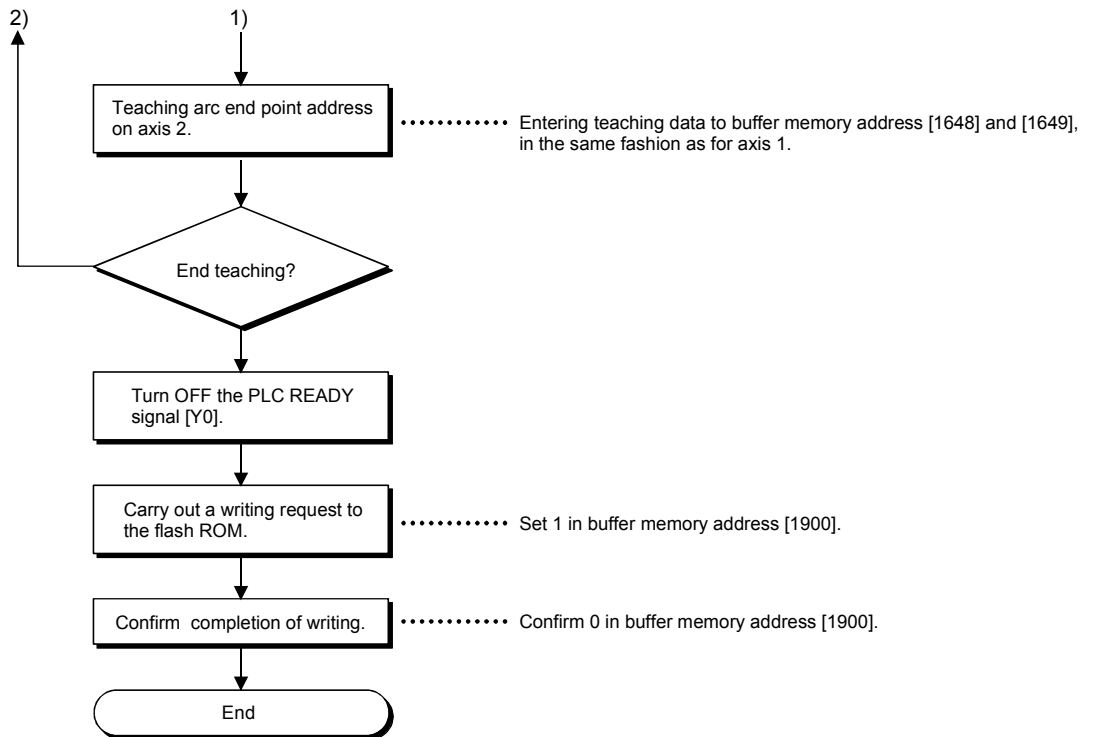 2)
1)
Teaching arc end point address
on axis 2.
Entering teaching data to buffer memory address [1648] and [1649],
in the same fashion as for axis 1.
End teaching?
Turn OFF the PLC READY
signal [Y0].
Carry out a writing request to
the flash ROM.
Set 1 in buffer memory address [1900].
Confirm completion of writing.
Confirm 0 in buffer memory address [1900].
End